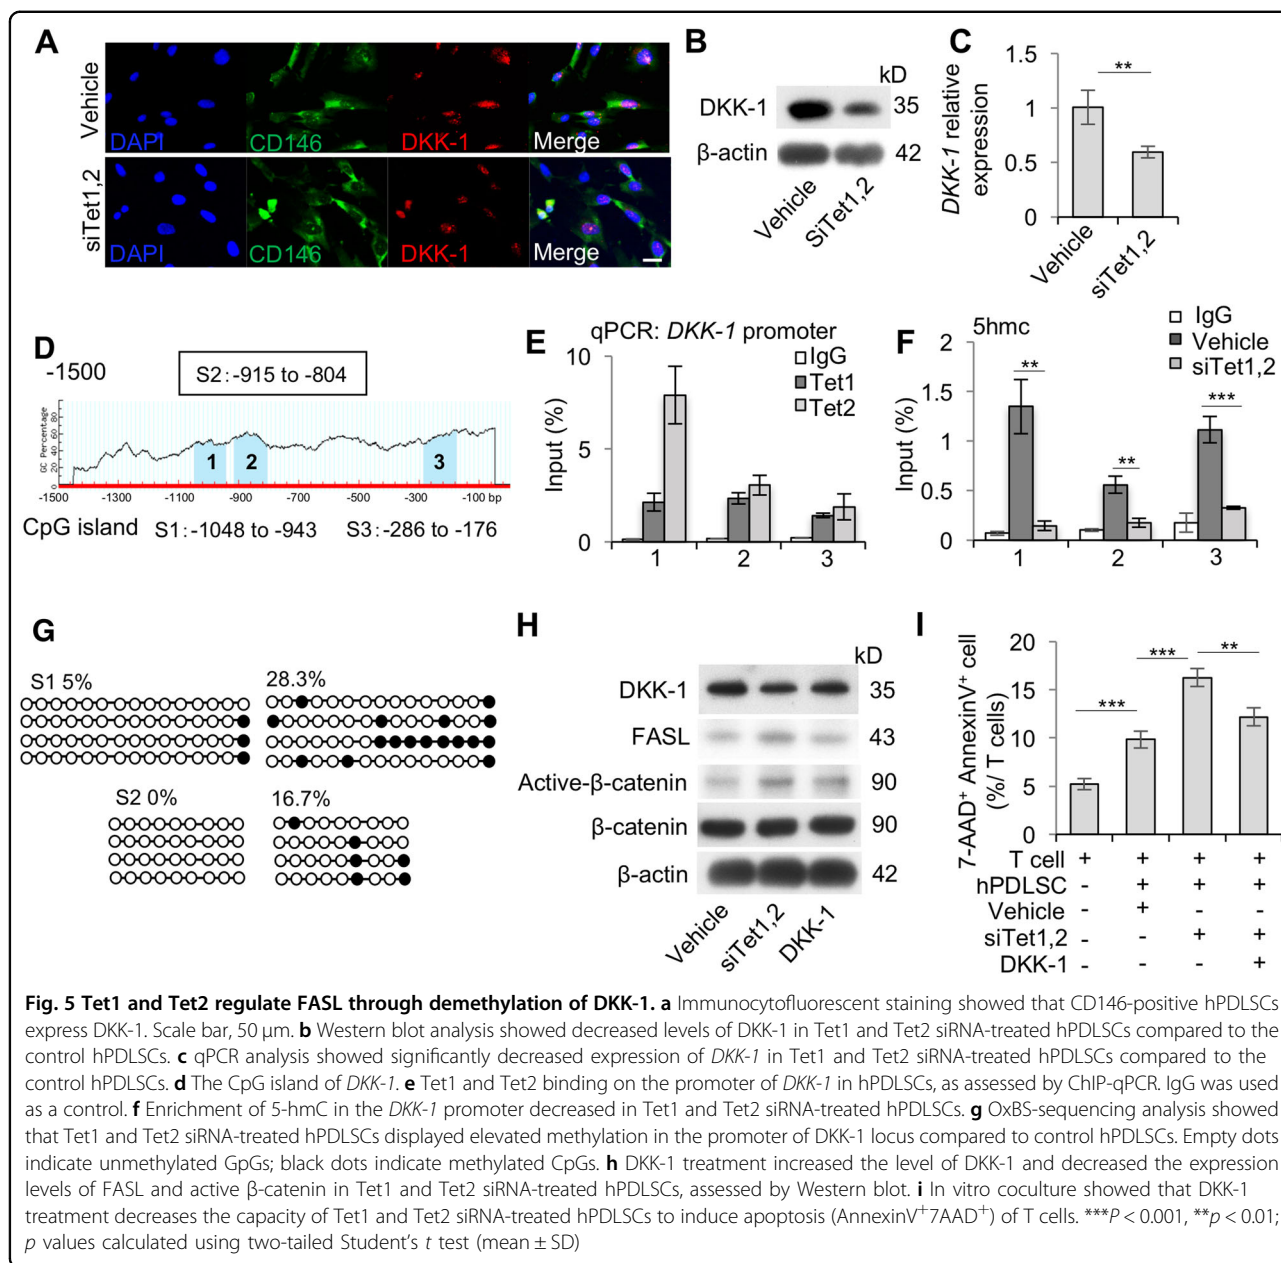 A
Vehicle
DAPI
CD146
DKK-1
Merge
siTet1,2
DAPI
CD146
DKK-1
Merge
B
kD
DKK-1
35
β-actin
42
Vehicle
SiTet1,2
C
DKK-1 relative
expression
1.5
1
0.5
0
**
Vehicle
siTet1,2
D
-1500
S2: -915 to -804
GC Percentage
80
60
40
20
0
1
2
3
-1500 -1300 -1100 -900 -700 -500 -300 -100 bp
CpG island
S1: -1048 to -943
S3: -286 to -176
E
qPCR: DKK-1 promoter
IgG
Tet1
Tet2
Input (%)
10
5
0
1 2 3
F
5hmc
IgG
Vehicle
siTet1,2
Input (%)
2
1.5
1
0.5
0
**
**
***
1 2 3
G
S1 5%
28.3%
S2 0%
16.7%
H
kD
DKK-1
35
FASL
43
Active-β-catenin
90
β-catenin
90
β-actin
42
Vehicle
siTet1,2
DKK-1
I
7-AAD⁺ AnnexinV⁺ cell
(%/ T cells)
20
15
10
5
0
***
***
**
T cell + + + +
hPDLSC - + + +
Vehicle - + - -
siTet1,2 - - + +
DKK-1 - - - +
Fig. 5 Tet1 and Tet2 regulate FASL through demethylation of DKK-1. a Immunocytofluorescent staining showed that CD146-positive hPDLSCs
express DKK-1. Scale bar, 50 μm. b Western blot analysis showed decreased levels of DKK-1 in Tet1 and Tet2 siRNA-treated hPDLSCs compared to the
control hPDLSCs. c qPCR analysis showed significantly decreased expression of DKK-1 in Tet1 and Tet2 siRNA-treated hPDLSCs compared to the
control hPDLSCs. d The CpG island of DKK-1. e Tet1 and Tet2 binding on the promoter of DKK-1 in hPDLSCs, as assessed by ChIP-qPCR. IgG was used
as a control. f Enrichment of 5-hmC in the DKK-1 promoter decreased in Tet1 and Tet2 siRNA-treated hPDLSCs. g OxBS-sequencing analysis showed
that Tet1 and Tet2 siRNA-treated hPDLSCs displayed elevated methylation in the promoter of DKK-1 locus compared to control hPDLSCs. Empty dots
indicate unmethylated GpGs; black dots indicate methylated CpGs. h DKK-1 treatment increased the level of DKK-1 and decreased the expression
levels of FASL and active β-catenin in Tet1 and Tet2 siRNA-treated hPDLSCs, assessed by Western blot. i In vitro coculture showed that DKK-1
treatment decreases the capacity of Tet1 and Tet2 siRNA-treated hPDLSCs to induce apoptosis (AnnexinV⁺7AAD⁺) of T cells. ***P < 0.001, **p < 0.01;
p values calculated using two-tailed Student's t test (mean ± SD)